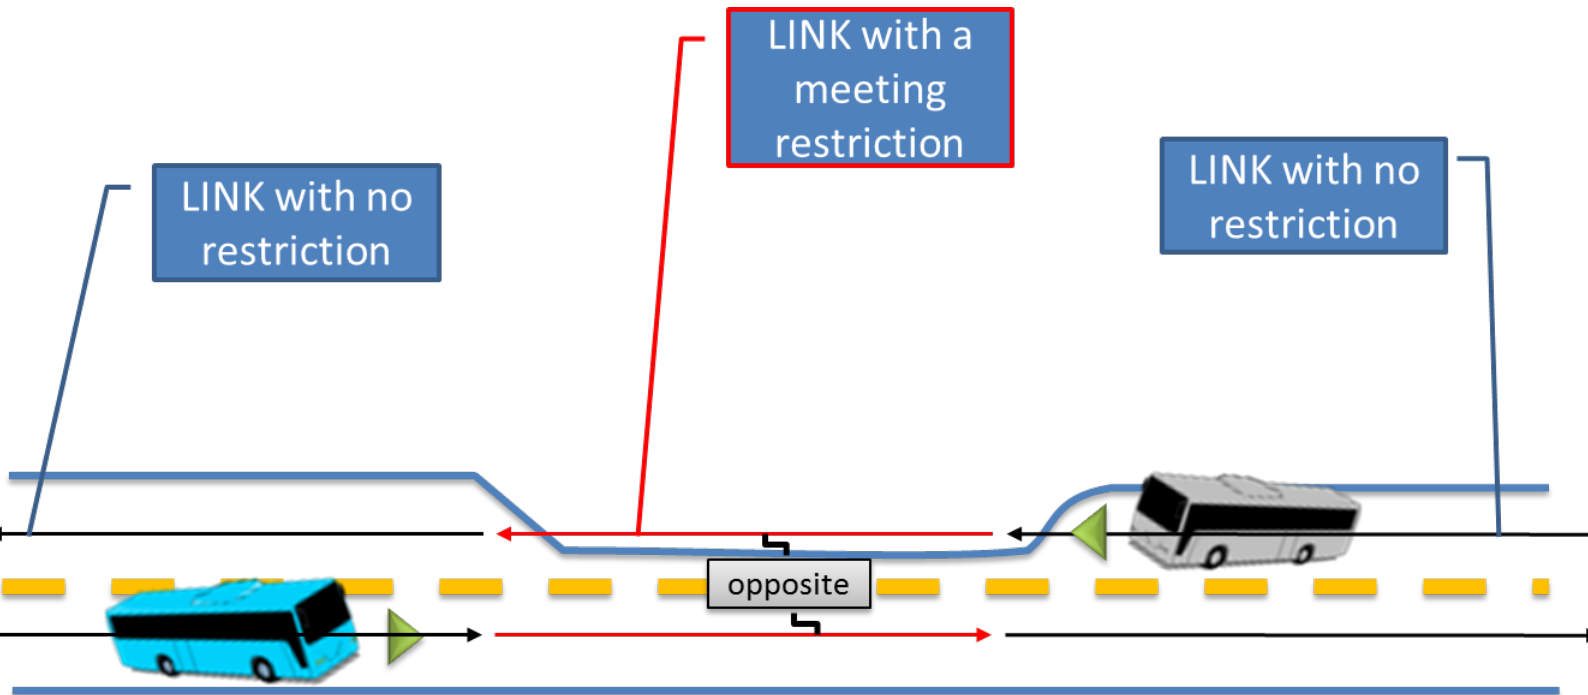 LINK with a
meeting
restriction
LINK with no
restriction
LINK with no
restriction
opposite